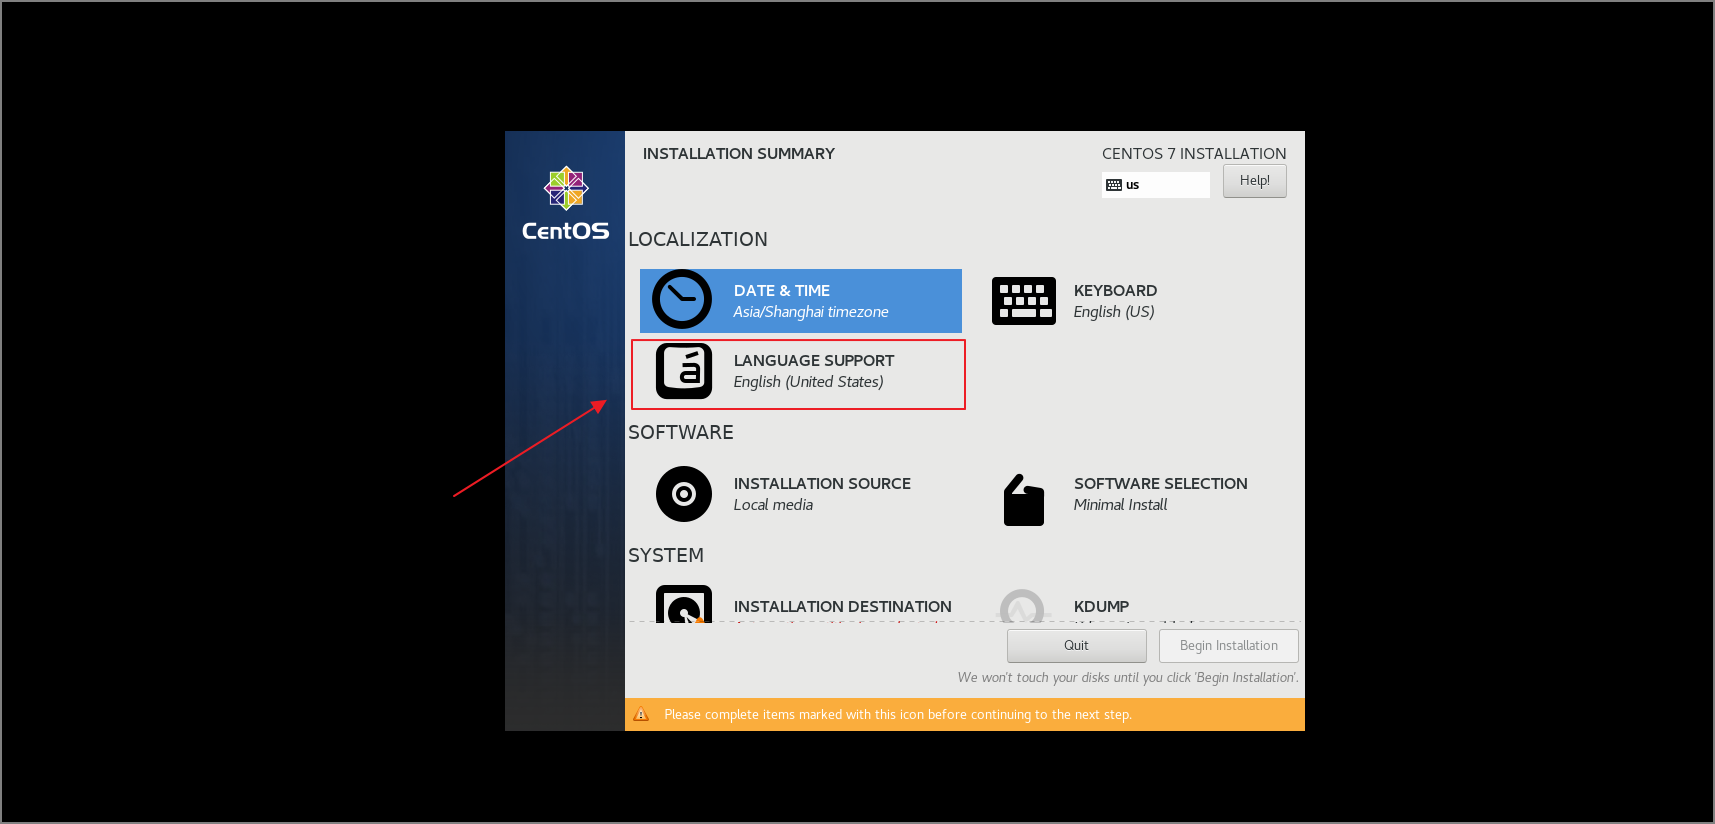 INSTALLATION SUMMARY
CENTOS 7 INSTALLATION
us
Help!
CentOS
LOCALIZATION
DATE & TIME
Asia/Shanghai timezone
KEYBOARD
English (US)
LANGUAGE SUPPORT
English (United States)
SOFTWARE
INSTALLATION SOURCE
Local media
SOFTWARE SELECTION
Minimal Install
SYSTEM
INSTALLATION DESTINATION
KDUMP
Quit
Begin Installation
We won't touch your disks until you click 'Begin Installation'.
Please complete items marked with this icon before continuing to the next step.